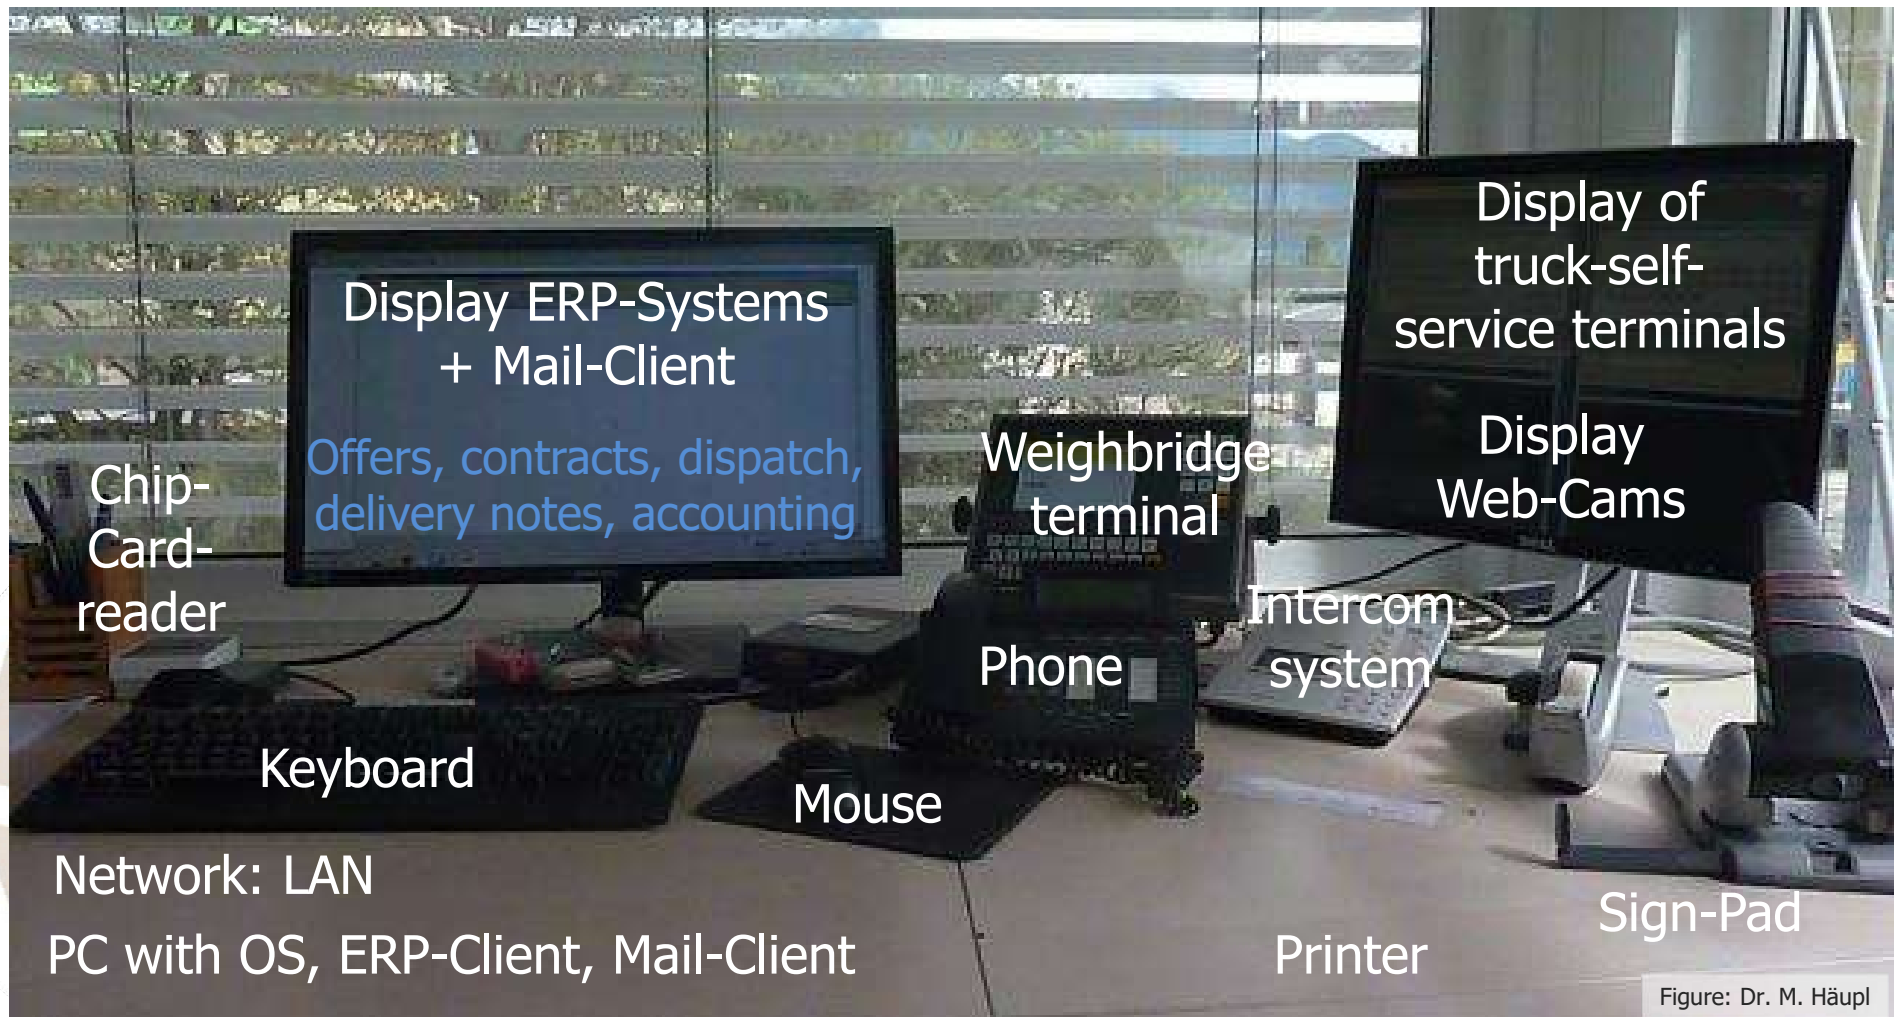 Display of
truck-self-
service terminals
Display ERP-Systems
+ Mail-Client
Offers, contracts, dispatch,
delivery notes, accounting
Display
Web-Cams
Weighbridge
terminal
Chip-
Card-
reader
Intercom
system
Phone
Keyboard
Mouse
Network: LAN
Sign-Pad
PC with OS, ERP-Client, Mail-Client
Printer
Figure: Dr. M. Häupl